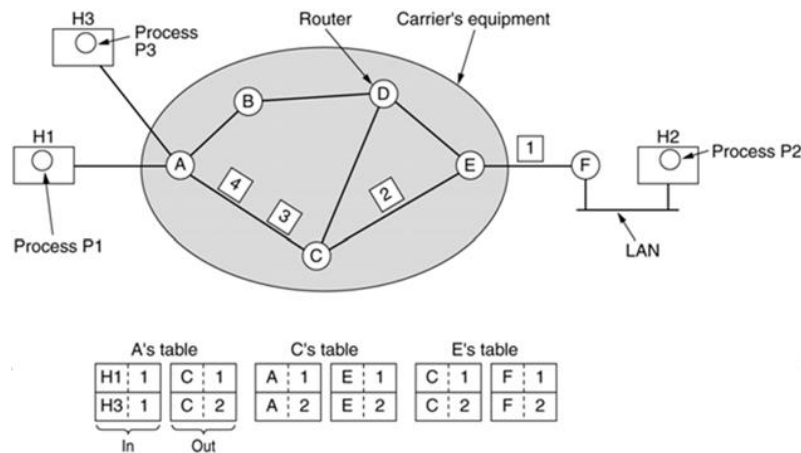 H3
Process
P3
Router
Carrier's equipment
B
D
H1
A
E
1
F
H2
Process P2
4
3
2
C
Process P1
LAN
A's table
C's table
E's table
H1 1 C 1 A 1 E 1 C 1 F 1
H3 1 C 2 A 2 E 2 C 2 F 2
In Out